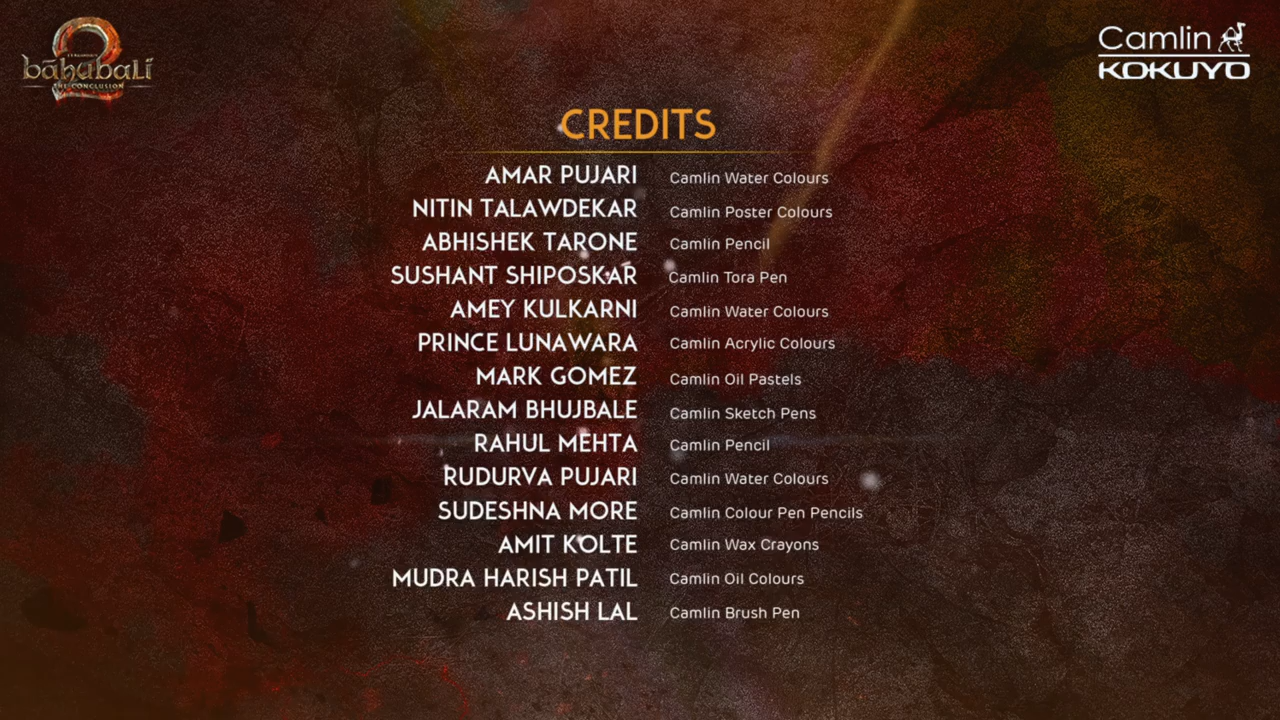 2
bāhubali
THE CONCLUSION
Camlin
KOKUYO
CREDITS
AMAR PUJARI Camlin Water Colours
NITIN TALAWDEKAR Camlin Poster Colours
ABHISHEK TARONE Camlin Pencil
SUSHANT SHIPOSKAR Camlin Tora Pen
AMEY KULKARNI Camlin Water Colours
PRINCE LUNAWARA Camlin Acrylic Colours
MARK GOMEZ Camlin Oil Pastels
JALARAM BHUJBALE Camlin Sketch Pens
RAHUL MEHTA Camlin Pencil
RUDURVA PUJARI Camlin Water Colours
SUDESHNA MORE Camlin Colour Pen Pencils
AMIT KOLTE Camlin Wax Crayons
MUDRA HARISH PATIL Camlin Oil Colours
ASHISH LAL Camlin Brush Pen